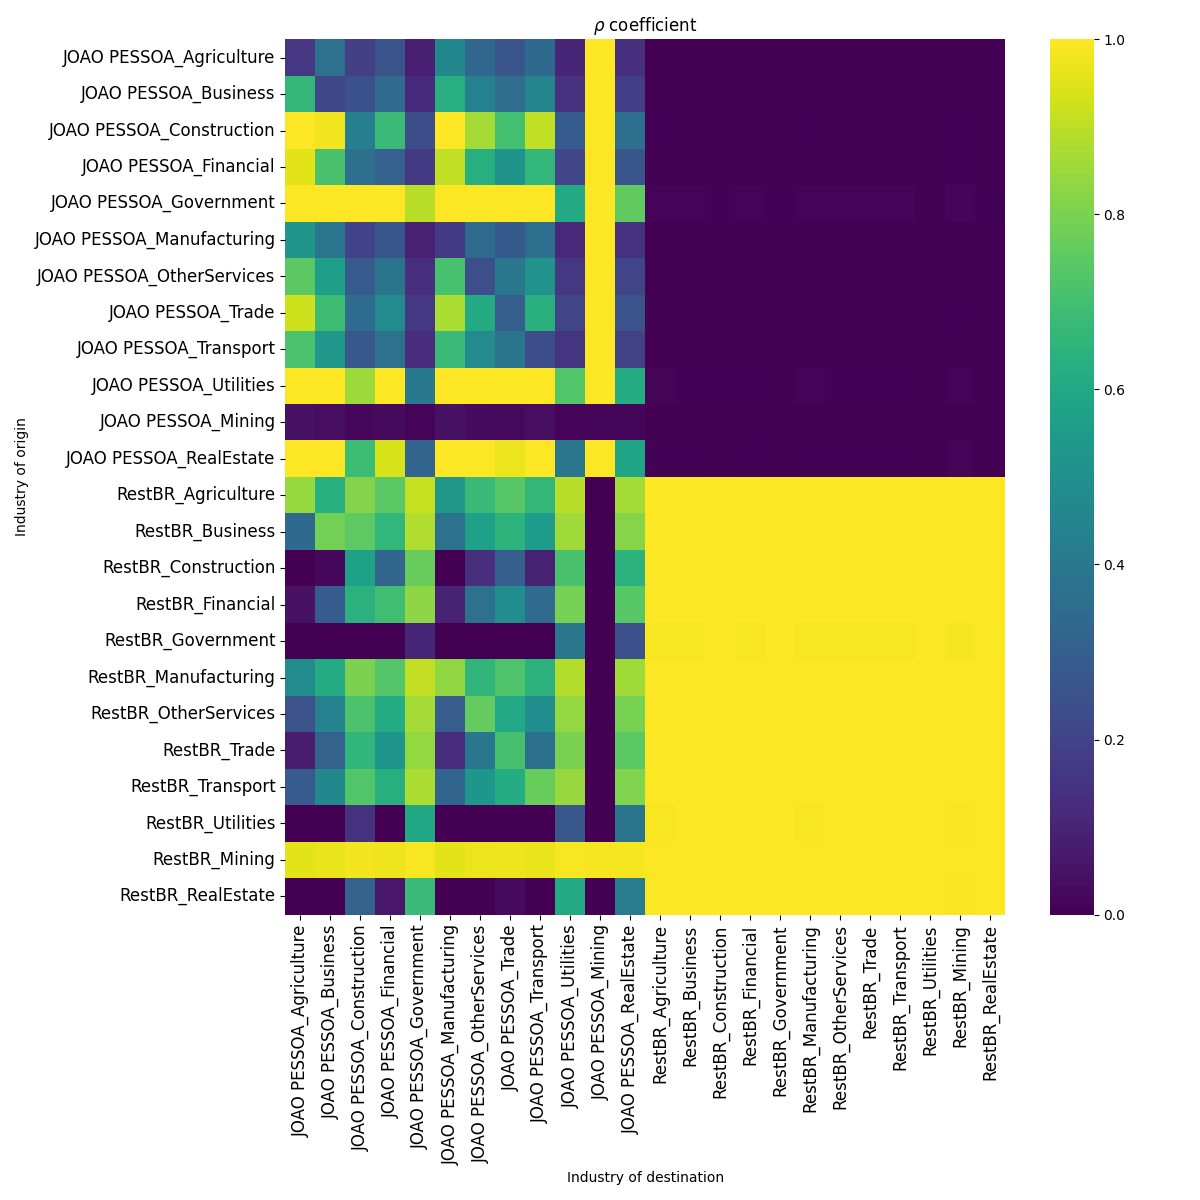 ρ coefficient
Industry of origin
JOAO PESSOA_Agriculture
JOAO PESSOA_Business
JOAO PESSOA_Construction
JOAO PESSOA_Financial
JOAO PESSOA_Government
JOAO PESSOA_Manufacturing
JOAO PESSOA_OtherServices
JOAO PESSOA_Trade
JOAO PESSOA_Transport
JOAO PESSOA_Utilities
JOAO PESSOA_Mining
JOAO PESSOA_RealEstate
RestBR_Agriculture
RestBR_Business
RestBR_Construction
RestBR_Financial
RestBR_Government
RestBR_Manufacturing
RestBR_OtherServices
RestBR_Trade
RestBR_Transport
RestBR_Utilities
RestBR_Mining
RestBR_RealEstate
JOAO PESSOA_Agriculture
JOAO PESSOA_Business
JOAO PESSOA_Construction
JOAO PESSOA_Financial
JOAO PESSOA_Government
JOAO PESSOA_Manufacturing
JOAO PESSOA_OtherServices
JOAO PESSOA_Trade
JOAO PESSOA_Transport
JOAO PESSOA_Utilities
JOAO PESSOA_Mining
JOAO PESSOA_RealEstate
RestBR_Agriculture
RestBR_Business
RestBR_Construction
RestBR_Financial
RestBR_Government
RestBR_Manufacturing
RestBR_OtherServices
RestBR_Trade
RestBR_Transport
RestBR_Utilities
RestBR_Mining
RestBR_RealEstate
Industry of destination
1.0
0.8
0.6
0.4
0.2
0.0